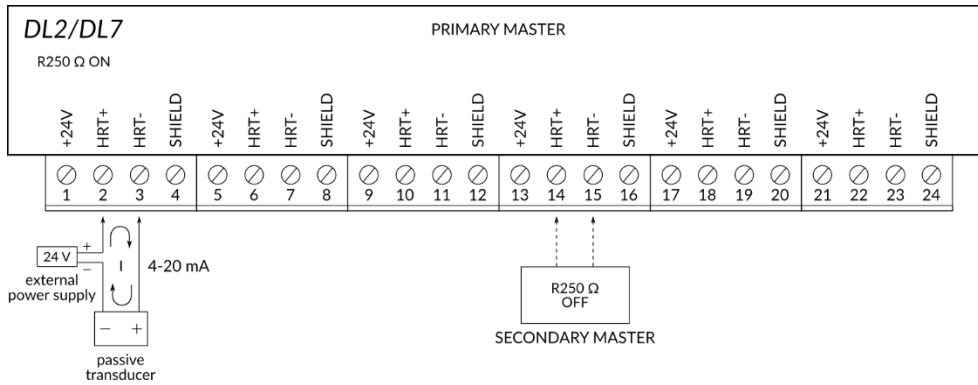 DL2/DL7
PRIMARY MASTER
R250 Ω ON
+24V HRT+ HRT- SHIELD +24V HRT+ HRT- SHIELD +24V HRT+ HRT- SHIELD +24V HRT+ HRT- SHIELD +24V HRT+ HRT- SHIELD +24V HRT+ HRT- SHIELD
1 2 3 4 5 6 7 8 9 10 11 12 13 14 15 16 17 18 19 20 21 22 23 24
+
24 V
–
I
4-20 mA
external
power supply
– +
passive
transducer
R250 Ω
OFF
SECONDARY MASTER